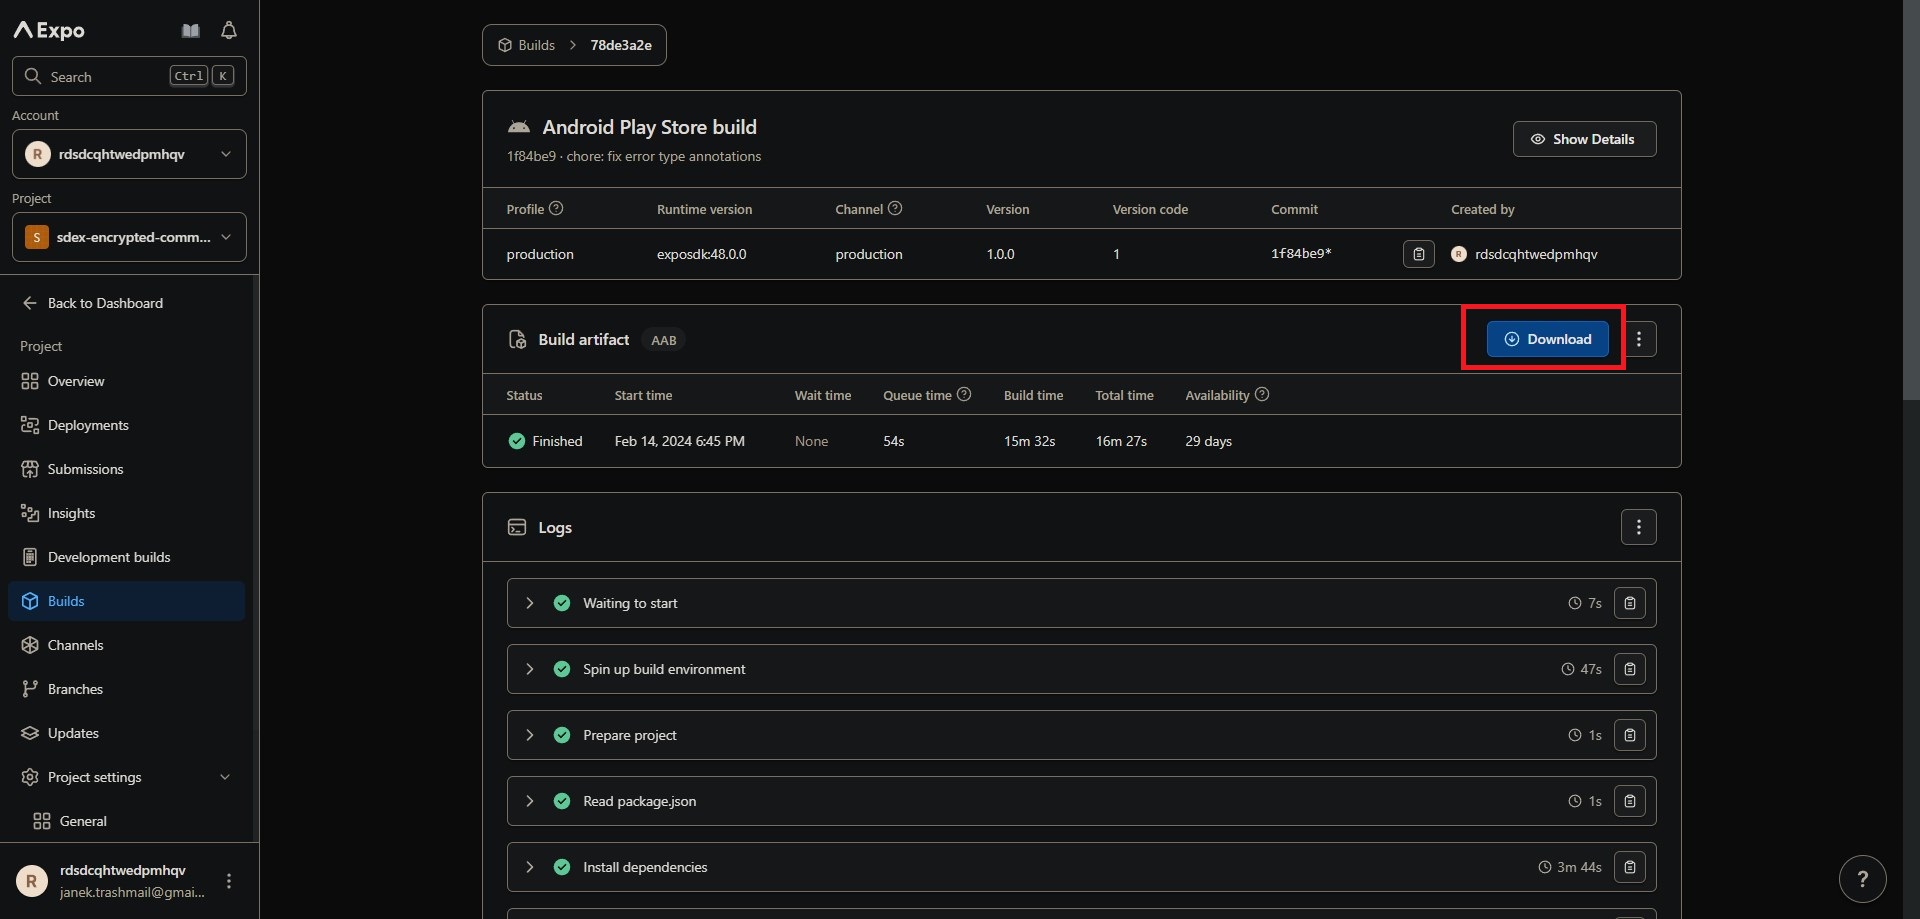 Expo
Search Ctrl K
Account
R rdsdcqhtwedpmhqv
Project
S sdex-encrypted-comm...
Back to Dashboard
Project
Overview
Deployments
Submissions
Insights
Development builds
Builds
Channels
Branches
Updates
Project settings
General
R rdsdcqhtwedpmhqv
janek.trashmail@gmai...
Builds > 78de3a2e
Android Play Store build
1f84be9 · chore: fix error type annotations
Show Details
Profile ? Runtime version Channel ? Version Version code Commit Created by
production exposdk:48.0.0 production 1.0.0 1 1f84be9* R rdsdcqhtwedpmhqv
Build artifact AAB Download
Status Start time Wait time Queue time ? Build time Total time Availability ?
Finished Feb 14, 2024 6:45 PM None 54s 15m 32s 16m 27s 29 days
Logs
Waiting to start 7s
Spin up build environment 47s
Prepare project 1s
Read package.json 1s
Install dependencies 3m 44s
?